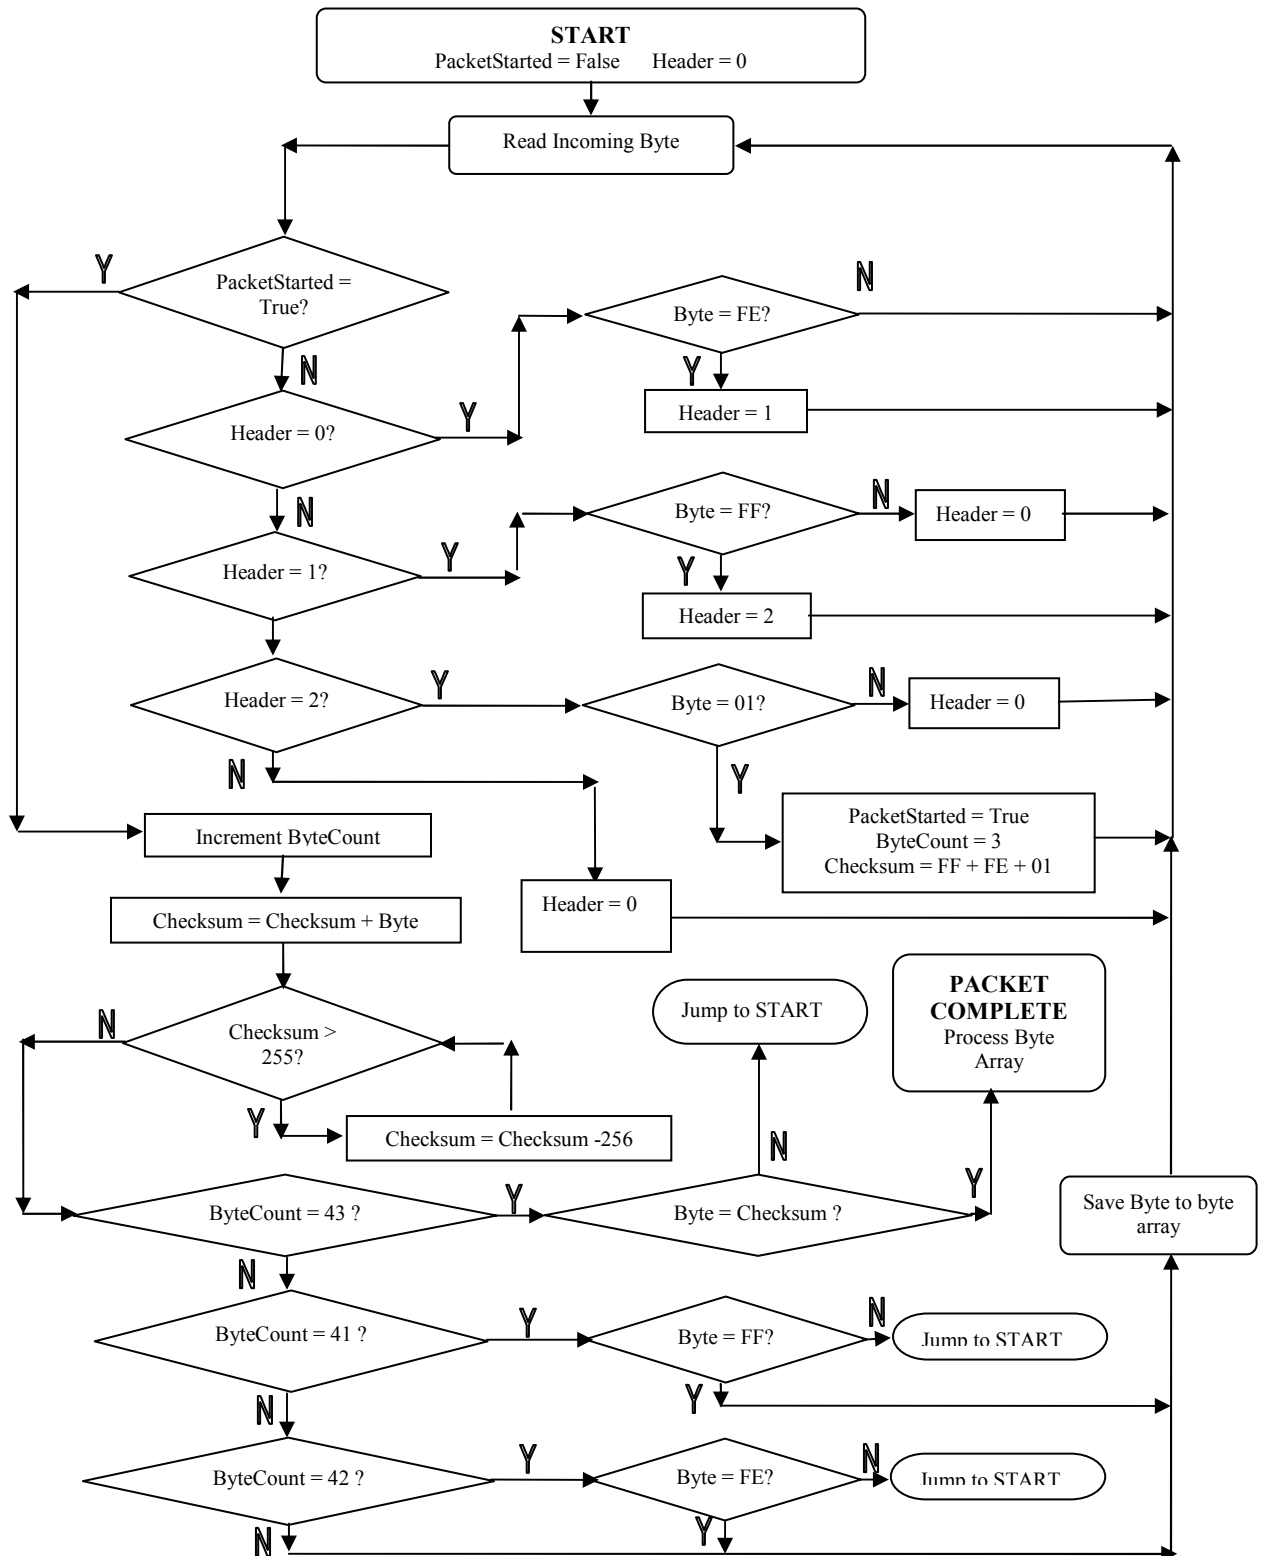 START
PacketStarted = False Header = 0
Read Incoming Byte
Y
PacketStarted =
True?
N
Byte = FE?
N
Y
Header = 1
Header = 0?
Y
N
Byte = FF?
N
Header = 0
Header = 1?
Y
Y
Header = 2
Header = 2?
Y
Byte = 01?
N
Header = 0
N
Y
PacketStarted = True
ByteCount = 3
Checksum = FF + FE + 01
Increment ByteCount
Header = 0
Checksum = Checksum + Byte
N
Checksum >
255?
Y
Checksum = Checksum -256
Jump to START
PACKET
COMPLETE
Process Byte
Array
N
Y
ByteCount = 43 ?
Y
Byte = Checksum ?
Save Byte to byte
array
N
ByteCount = 41 ?
Y
Byte = FF?
N
Jump to START
Y
N
ByteCount = 42 ?
Y
Byte = FE?
N
Jump to START
Y
N